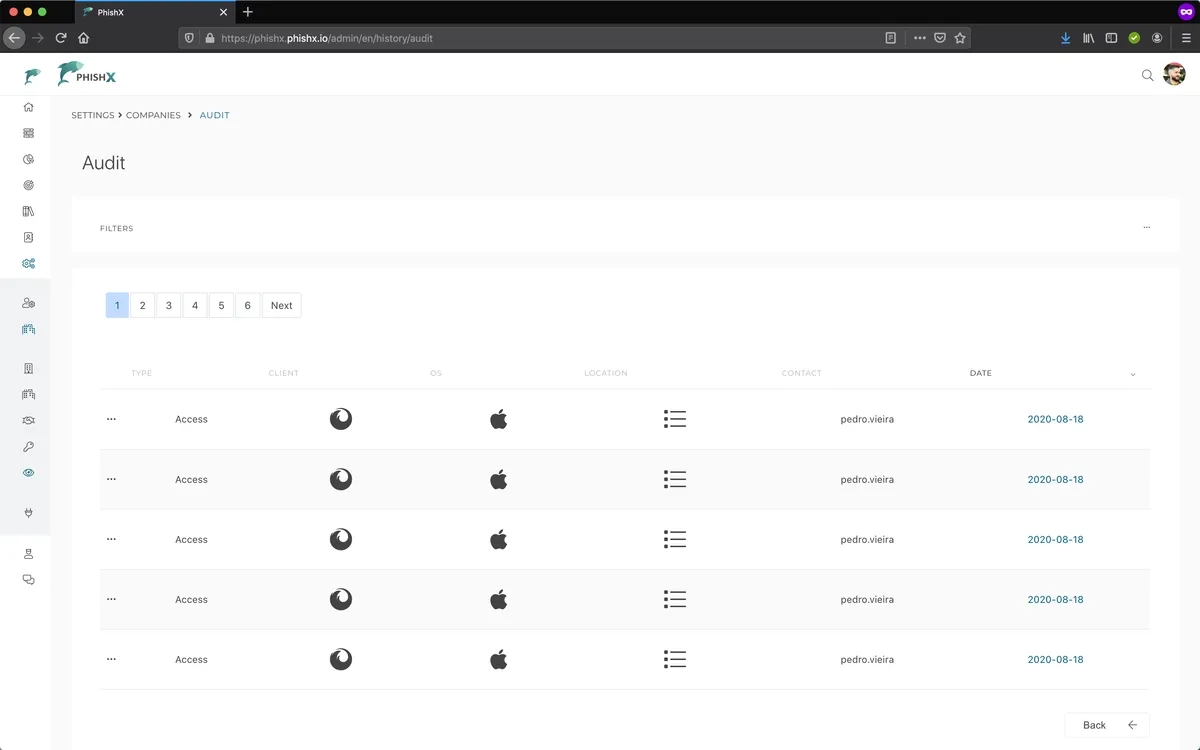 PhishX
https://phishx.phishx.io/admin/en/history/audit
PHISHX
SETTINGS > COMPANIES > AUDIT
Audit
FILTERS
1 2 3 4 5 6 Next
TYPE CLIENT OS LOCATION CONTACT DATE
Access pedro.vieira 2020-08-18
Access pedro.vieira 2020-08-18
Access pedro.vieira 2020-08-18
Access pedro.vieira 2020-08-18
Access pedro.vieira 2020-08-18
Back